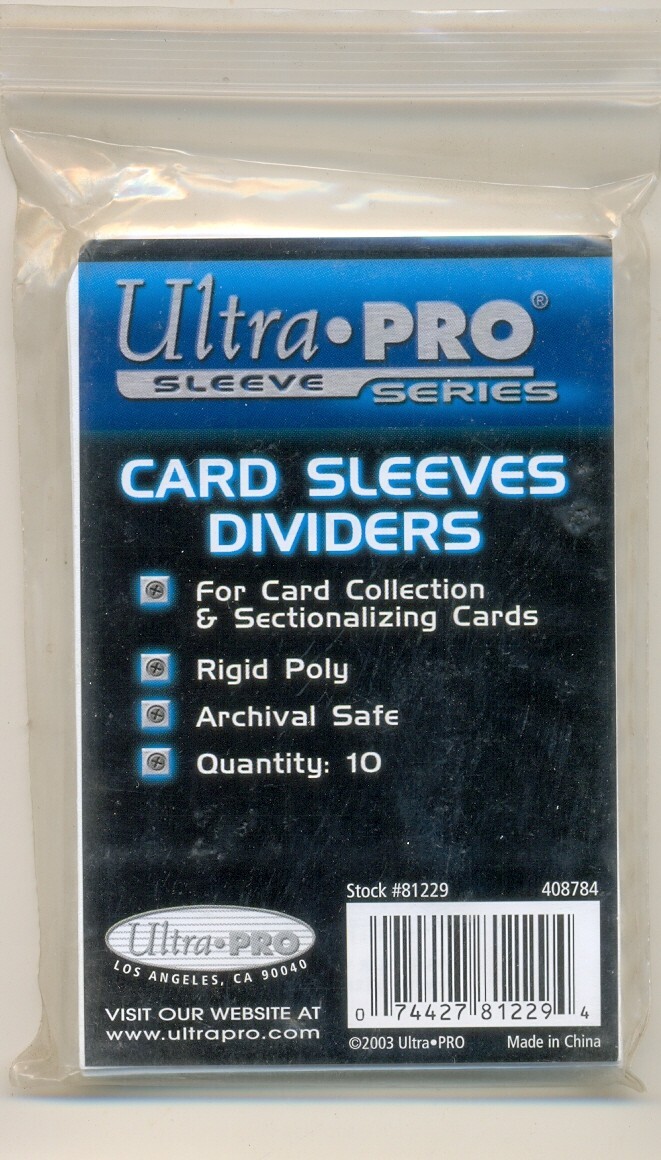 Ultra•PRO®
SLEEVE SERIES
CARD SLEEVES
DIVIDERS
For Card Collection
& Sectionalizing Cards
Rigid Poly
Archival Safe
Quantity: 10
Stock #81229 408784
Ultra•PRO
LOS ANGELES, CA 90040
VISIT OUR WEBSITE AT
www.ultrapro.com
0 74427 81229 4
©2003 Ultra•PRO Made in China